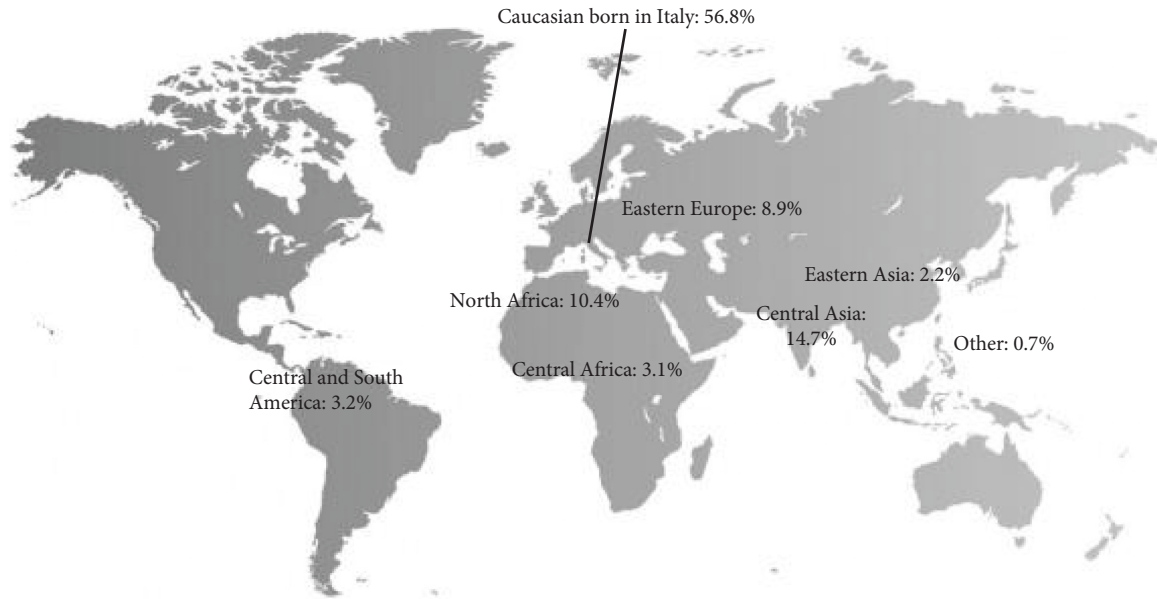 Caucasian born in Italy: 56.8%
Eastern Europe: 8.9%
Eastern Asia: 2.2%
North Africa: 10.4%
Central Asia:
14.7%
Other: 0.7%
Central Africa: 3.1%
Central and South
America: 3.2%